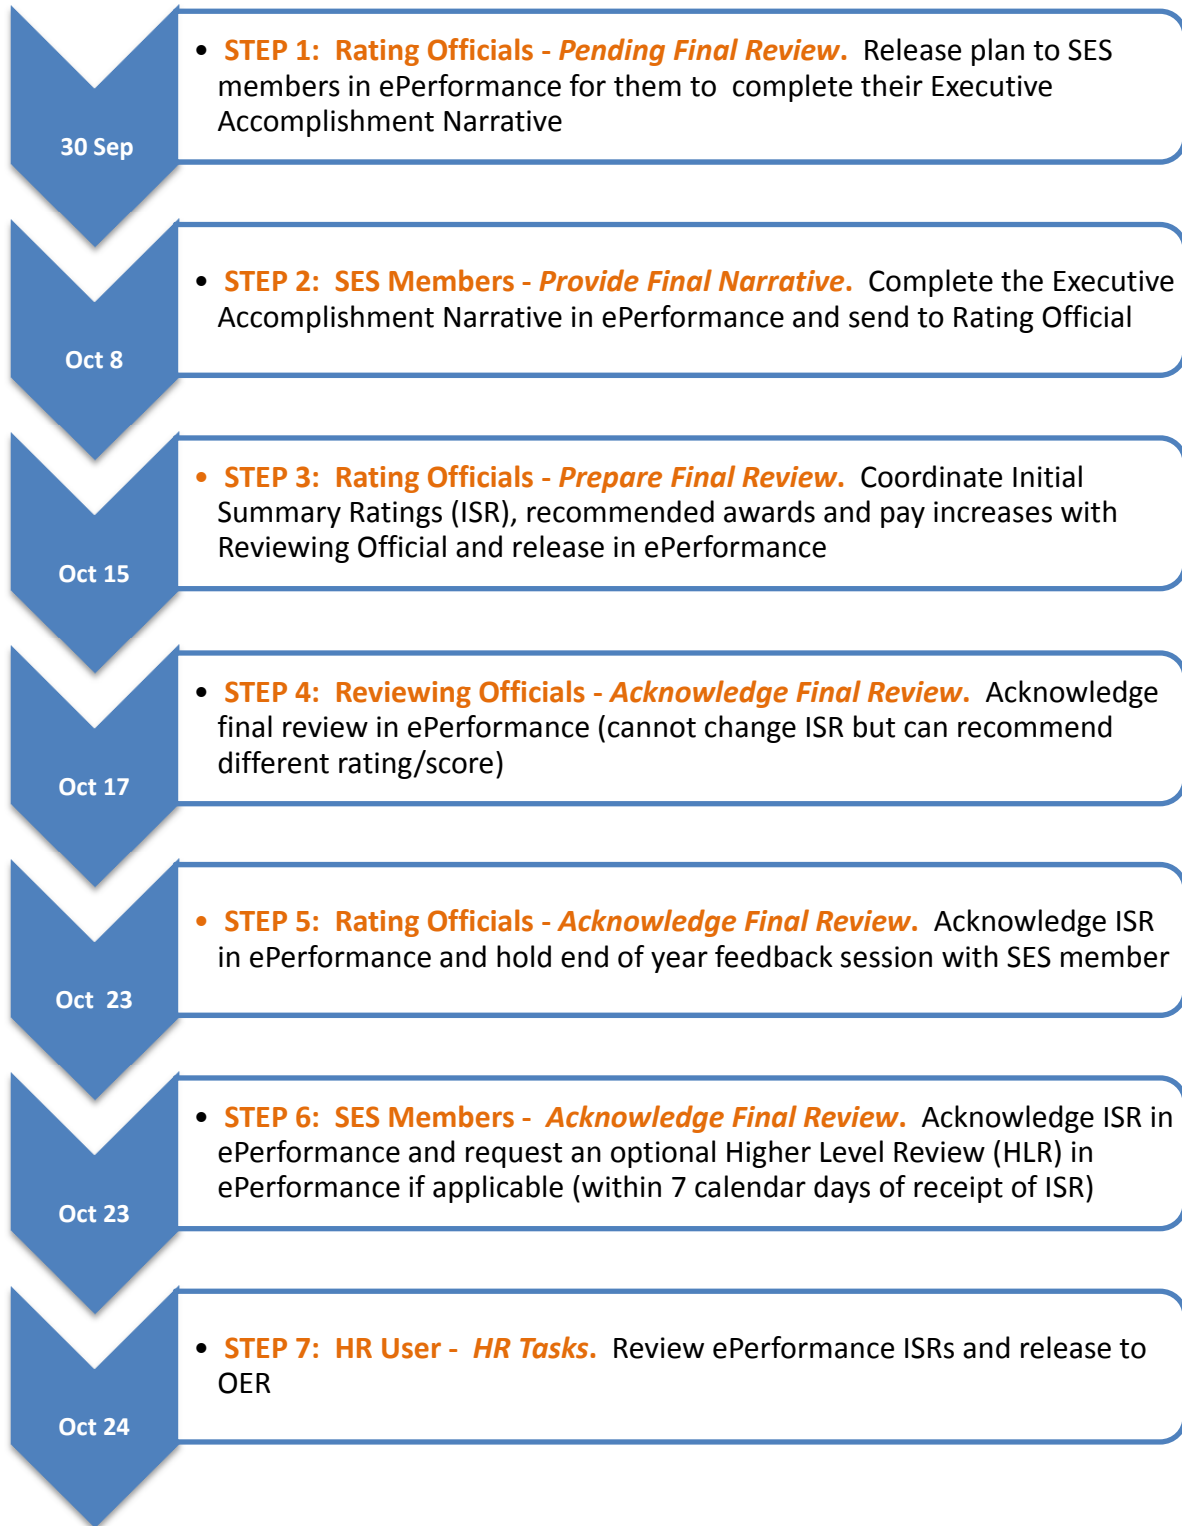 30 Sep
• STEP 1: Rating Officials - Pending Final Review. Release plan to SES
members in ePerformance for them to complete their Executive
Accomplishment Narrative
Oct 8
• STEP 2: SES Members - Provide Final Narrative. Complete the Executive
Accomplishment Narrative in ePerformance and send to Rating Official
Oct 15
• STEP 3: Rating Officials - Prepare Final Review. Coordinate Initial
Summary Ratings (ISR), recommended awards and pay increases with
Reviewing Official and release in ePerformance
Oct 17
• STEP 4: Reviewing Officials - Acknowledge Final Review. Acknowledge
final review in ePerformance (cannot change ISR but can recommend
different rating/score)
Oct 23
• STEP 5: Rating Officials - Acknowledge Final Review. Acknowledge ISR
in ePerformance and hold end of year feedback session with SES member
Oct 23
• STEP 6: SES Members - Acknowledge Final Review. Acknowledge ISR in
ePerformance and request an optional Higher Level Review (HLR) in
ePerformance if applicable (within 7 calendar days of receipt of ISR)
Oct 24
• STEP 7: HR User - HR Tasks. Review ePerformance ISRs and release to
OER